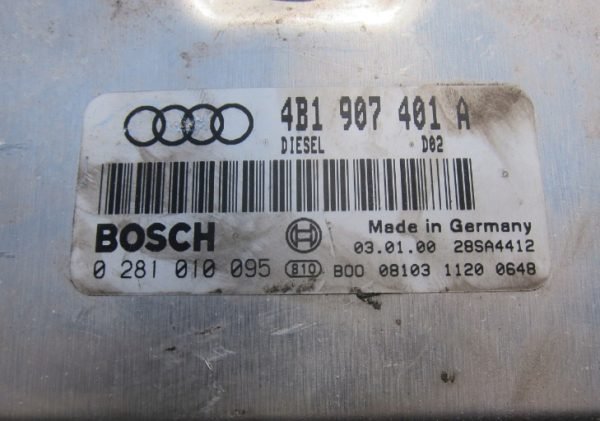 4B1 907 401 A
DIESEL D02
BOSCH
Made in Germany
03.01.00 28SA4412
0 281 010 095 810 B00 08103 1120 0648